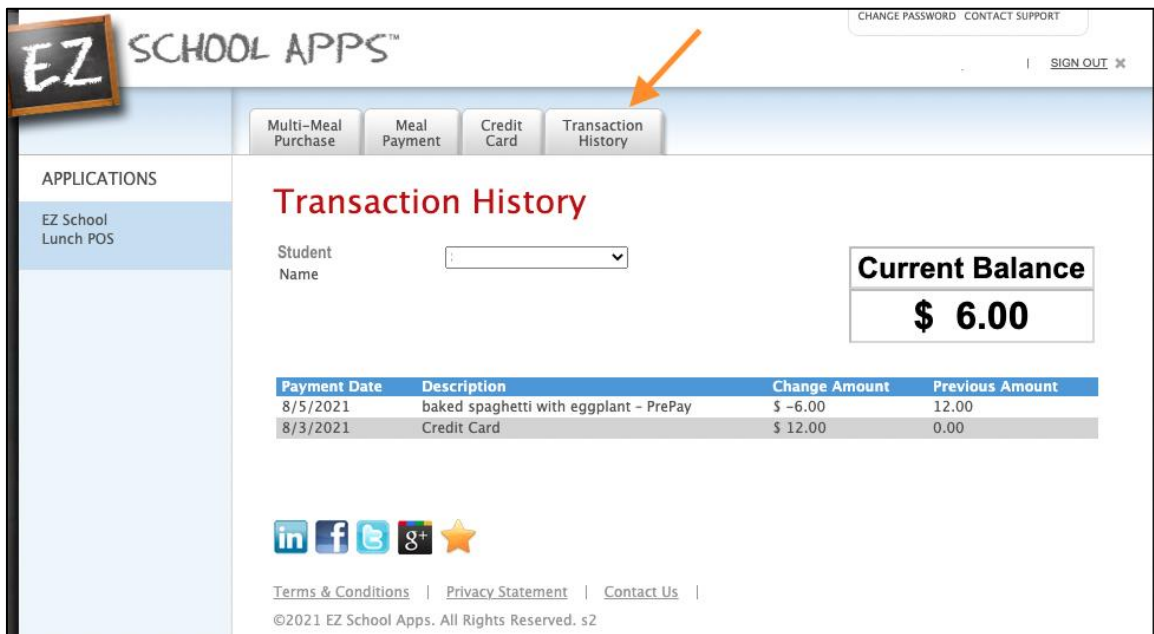 CHANGE PASSWORD CONTACT SUPPORT
EZ SCHOOL APPS™
| SIGN OUT ✖
Multi-Meal Purchase
Meal Payment
Credit Card
Transaction History
APPLICATIONS
EZ School
Lunch POS
Transaction History
Student
Name
Current Balance
$ 6.00
Payment Date Description Change Amount Previous Amount
8/5/2021 baked spaghetti with eggplant - PrePay $ -6.00 12.00
8/3/2021 Credit Card $ 12.00 0.00
in f t g+
Terms & Conditions | Privacy Statement | Contact Us |
©2021 EZ School Apps. All Rights Reserved. s2